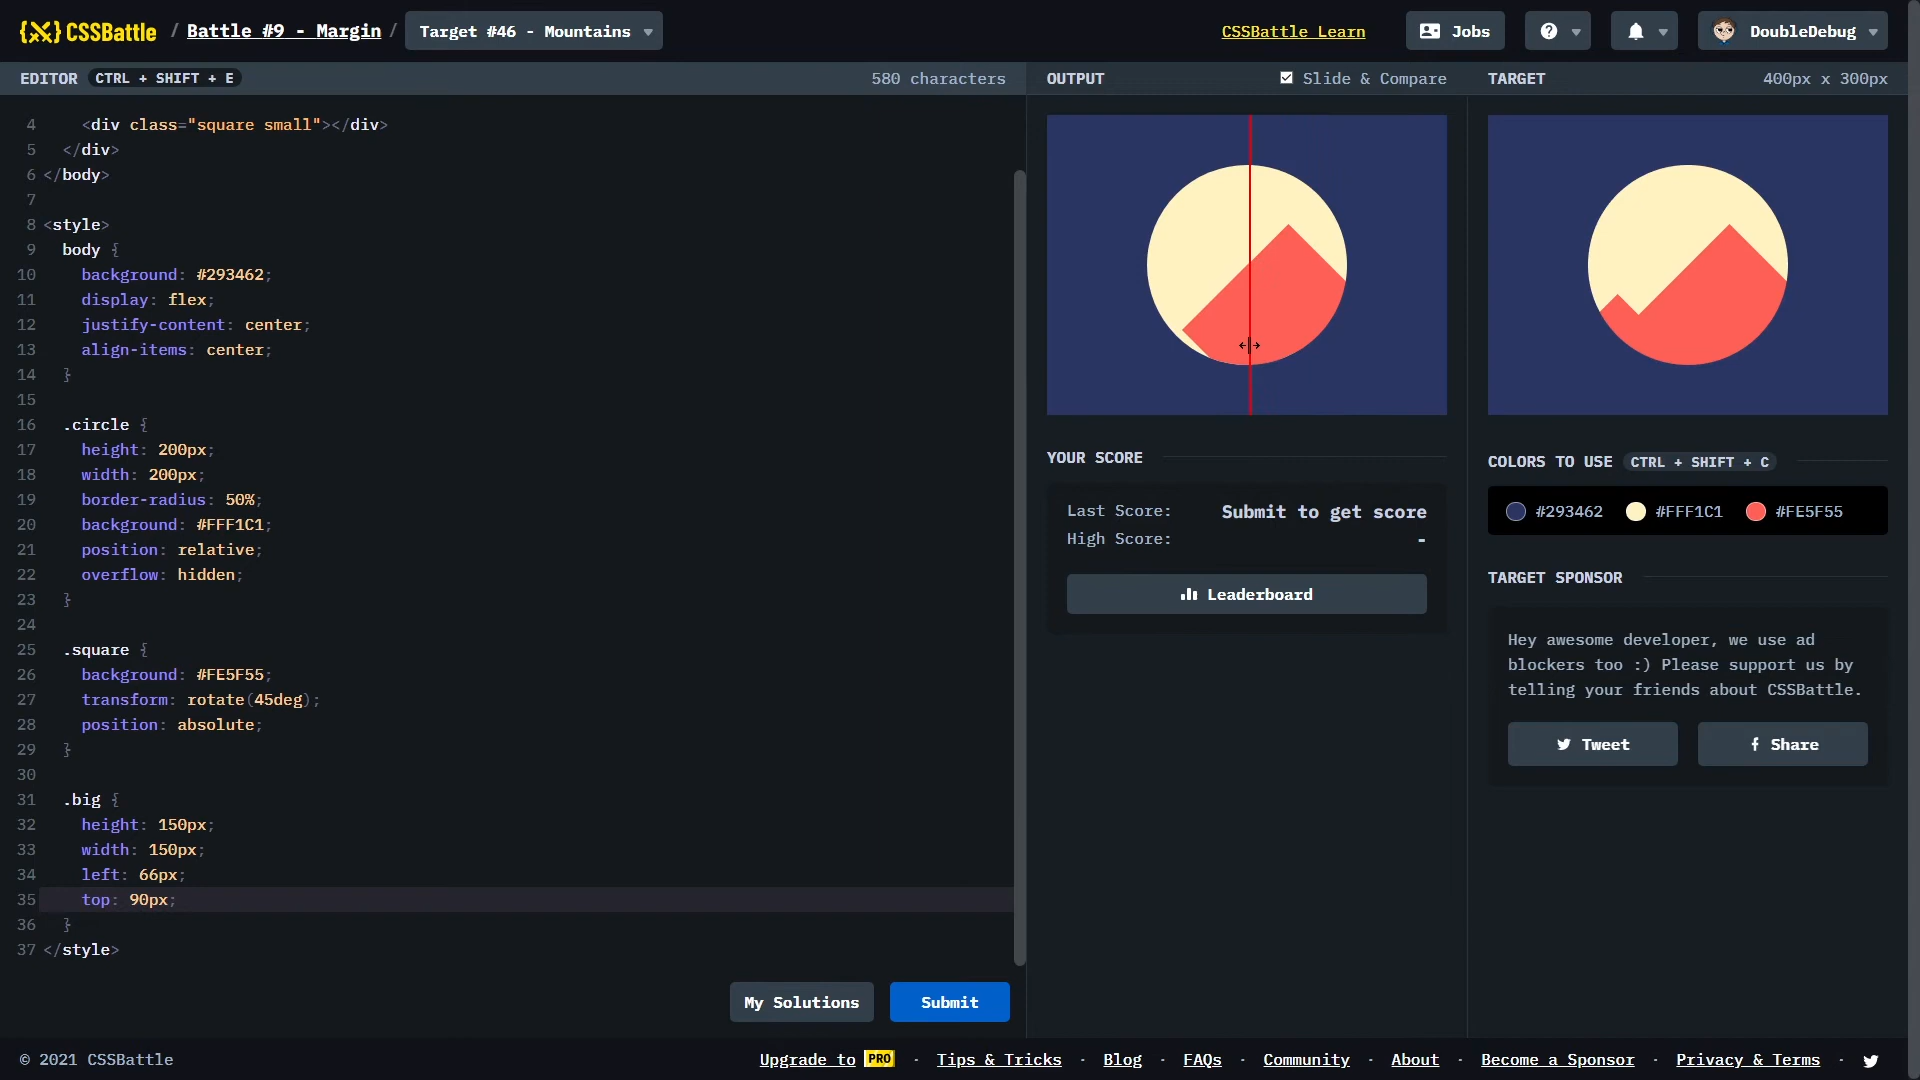 CSSBattle / Battle #9 - Margin / Target #46 - Mountains
CSSBattle Learn
Jobs
DoubleDebug
EDITOR CTRL + SHIFT + E 580 characters
4 <div class="square small"></div>
5 </div>
6 </body>
7
8 <style>
9 body {
10 background: #293462;
11 display: flex;
12 justify-content: center;
13 align-items: center;
14 }
15
16 .circle {
17 height: 200px;
18 width: 200px;
19 border-radius: 50%;
20 background: #FFF1C1;
21 position: relative;
22 overflow: hidden;
23 }
24
25 .square {
26 background: #FE5F55;
27 transform: rotate(45deg);
28 position: absolute;
29 }
30
31 .big {
32 height: 150px;
33 width: 150px;
34 left: 66px;
35 top: 90px;
36 }
37 </style>
My Solutions
Submit
OUTPUT Slide & Compare
YOUR SCORE
Last Score: Submit to get score
High Score: -
Leaderboard
TARGET 400px x 300px
COLORS TO USE CTRL + SHIFT + C
#293462 #FFF1C1 #FE5F55
TARGET SPONSOR
Hey awesome developer, we use ad
blockers too :) Please support us by
telling your friends about CSSBattle.
Tweet
Share
© 2021 CSSBattle
Upgrade to PRO · Tips & Tricks · Blog · FAQs · Community · About · Become a Sponsor · Privacy & Terms ·